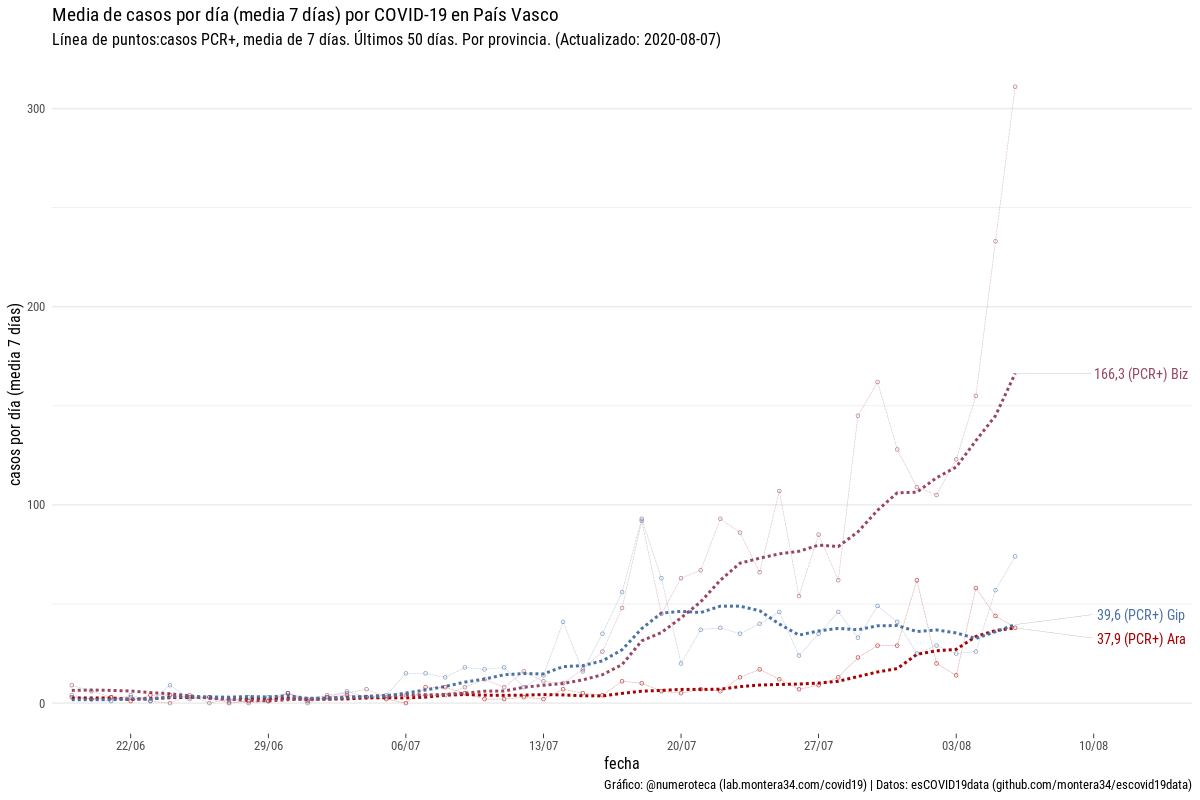 Media de casos por día (media 7 días) por COVID-19 en País Vasco
Línea de puntos:casos PCR+, media de 7 días. Últimos 50 días. Por provincia. (Actualizado: 2020-08-07)
casos por día (media 7 días)
300
200
100
0
166,3 (PCR+) Biz
39,6 (PCR+) Gip
37,9 (PCR+) Ara
22/06
29/06
06/07
13/07
20/07
27/07
03/08
10/08
fecha
Gráfico: @numeroteca (lab.montera34.com/covid19) | Datos: esCOVID19data (github.com/montera34/escovid19data)